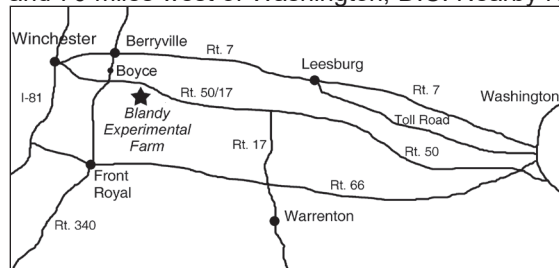 Winchester
Berryville
Rt. 7
Boyce
Leesburg
I-81
Rt. 50/17
Rt. 7
Washington
Blandy
Experimental
Farm
Toll Road
Rt. 17
Rt. 50
Front
Royal
Rt. 66
Rt. 340
Warrenton